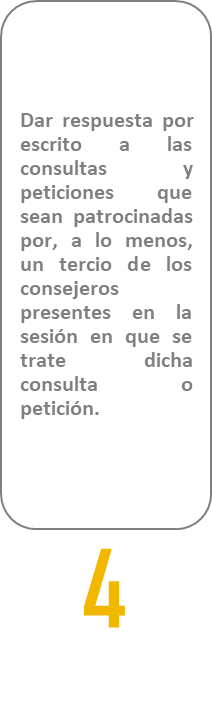 Dar respuesta por
escrito a las
consultas y
peticiones que
sean patrocinadas
por, a lo menos,
un tercio de los
consejeros
presentes en la
sesión en que se
trate dicha
consulta o
petición.
4